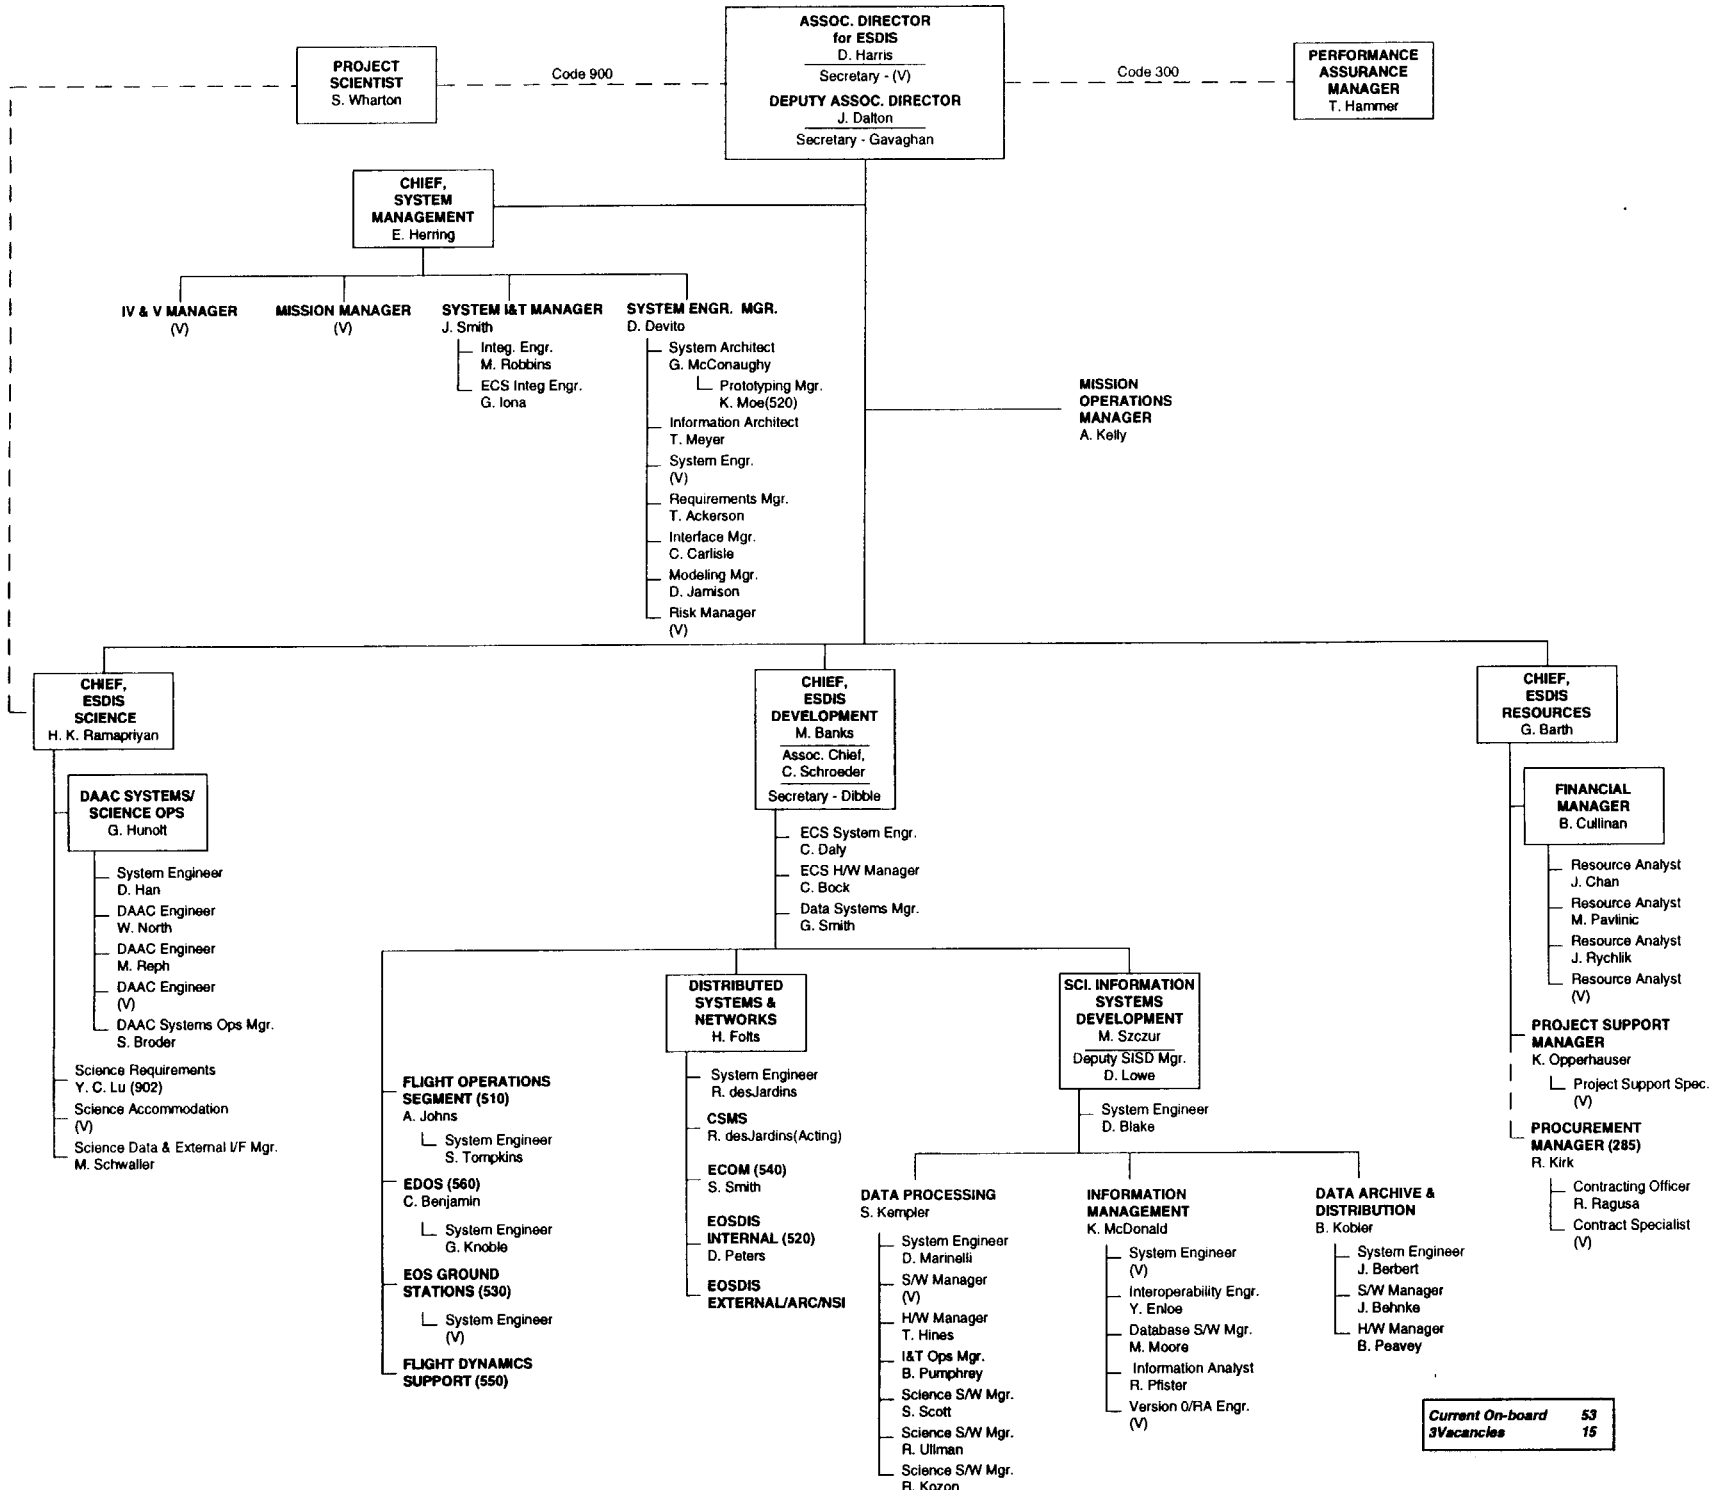 ASSOC. DIRECTOR
for ESDIS
D. Harris
Secretary - (V)
DEPUTY ASSOC. DIRECTOR
J. Dalton
Secretary - Gavaghan
PROJECT
SCIENTIST
S. Wharton
Code 900
Code 300
PERFORMANCE
ASSURANCE
MANAGER
T. Hammer
CHIEF,
SYSTEM
MANAGEMENT
E. Herring
IV & V MANAGER
(V)
MISSION MANAGER
(V)
SYSTEM I&T MANAGER
J. Smith
Integ. Engr.
M. Robbins
ECS Integ Engr.
G. Iona
SYSTEM ENGR. MGR.
D. Devito
System Architect
G. McConaughy
Prototyping Mgr.
K. Moe(520)
Information Architect
T. Meyer
System Engr.
(V)
Requirements Mgr.
T. Ackerson
Interface Mgr.
C. Carlisle
Modeling Mgr.
D. Jamison
Risk Manager
(V)
MISSION
OPERATIONS
MANAGER
A. Kelly
CHIEF,
ESDIS
SCIENCE
H. K. Ramapriyan
DAAC SYSTEMS/
SCIENCE OPS
G. Hunolt
System Engineer
D. Han
DAAC Engineer
W. North
DAAC Engineer
M. Reph
DAAC Engineer
(V)
DAAC Systems Ops Mgr.
S. Broder
Science Requirements
Y. C. Lu (902)
Science Accommodation
(V)
Science Data & External I/F Mgr.
M. Schwaller
CHIEF,
ESDIS
DEVELOPMENT
M. Banks
Assoc. Chief,
C. Schroeder
Secretary - Dibble
ECS System Engr.
C. Daly
ECS H/W Manager
C. Bock
Data Systems Mgr.
G. Smith
FLIGHT OPERATIONS
SEGMENT (510)
A. Johns
System Engineer
S. Tompkins
EDOS (560)
C. Benjamin
System Engineer
G. Knoble
EOS GROUND
STATIONS (530)
System Engineer
(V)
FLIGHT DYNAMICS
SUPPORT (550)
DISTRIBUTED
SYSTEMS &
NETWORKS
H. Folts
System Engineer
R. desJardins
CSMS
R. desJardins(Acting)
ECOM (540)
S. Smith
EOSDIS
INTERNAL (520)
D. Peters
EOSDIS
EXTERNAL/ARC/NSI
SCI. INFORMATION
SYSTEMS
DEVELOPMENT
M. Szczur
Deputy SISD Mgr.
D. Lowe
System Engineer
D. Blake
DATA PROCESSING
S. Kempler
System Engineer
D. Marinelli
S/W Manager
(V)
H/W Manager
T. Hines
I&T Ops Mgr.
B. Pumphrey
Science S/W Mgr.
S. Scott
Science S/W Mgr.
R. Ullman
Science S/W Mgr.
R. Kozon
INFORMATION
MANAGEMENT
K. McDonald
System Engineer
(V)
Interoperability Engr.
Y. Enloe
Database S/W Mgr.
M. Moore
Information Analyst
R. Pfister
Version 0/RA Engr.
(V)
DATA ARCHIVE &
DISTRIBUTION
B. Kobler
System Engineer
J. Berbert
S/W Manager
J. Behnke
H/W Manager
B. Peavey
CHIEF,
ESDIS
RESOURCES
G. Barth
FINANCIAL
MANAGER
B. Cullinan
Resource Analyst
J. Chan
Resource Analyst
M. Pavlinic
Resource Analyst
J. Rychlik
Resource Analyst
(V)
PROJECT SUPPORT
MANAGER
K. Opperhauser
Project Support Spec.
(V)
PROCUREMENT
MANAGER (285)
R. Kirk
Contracting Officer
R. Ragusa
Contract Specialist
(V)
Current On-board 53
3Vacancies 15